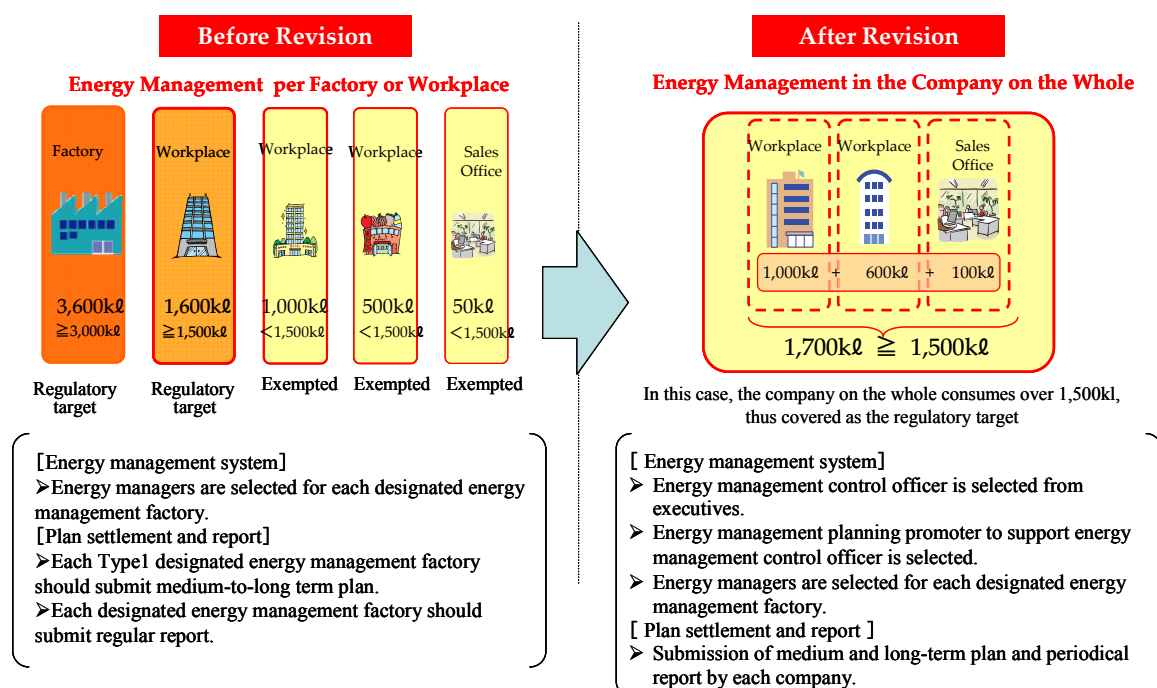 Before Revision
Energy Management per Factory or Workplace
Factory
3,600kℓ
≧3,000kℓ
Regulatory
target
Workplace
1,600kℓ
≧1,500kℓ
Regulatory
target
Workplace
1,000kℓ
<1,500kℓ
Exempted
Workplace
500kℓ
<1,500kℓ
Exempted
Sales
Office
50kℓ
<1,500kℓ
Exempted
[Energy management system]
➢Energy managers are selected for each designated energy
management factory.
[Plan settlement and report]
➢Each Type1 designated energy management factory
should submit medium-to-long term plan.
➢Each designated energy management factory should
submit regular report.
After Revision
Energy Management in the Company on the Whole
Workplace Workplace Sales
Office
1,000kℓ + 600kℓ + 100kℓ
1,700kℓ ≧ 1,500kℓ
In this case, the company on the whole consumes over 1,500kl,
thus covered as the regulatory target
[ Energy management system]
➢ Energy management control officer is selected from
executives.
➢ Energy management planning promoter to support energy
management control officer is selected.
➢ Energy managers are selected for each designated energy
management factory.
[ Plan settlement and report ]
➢ Submission of medium and long-term plan and periodical
report by each company.